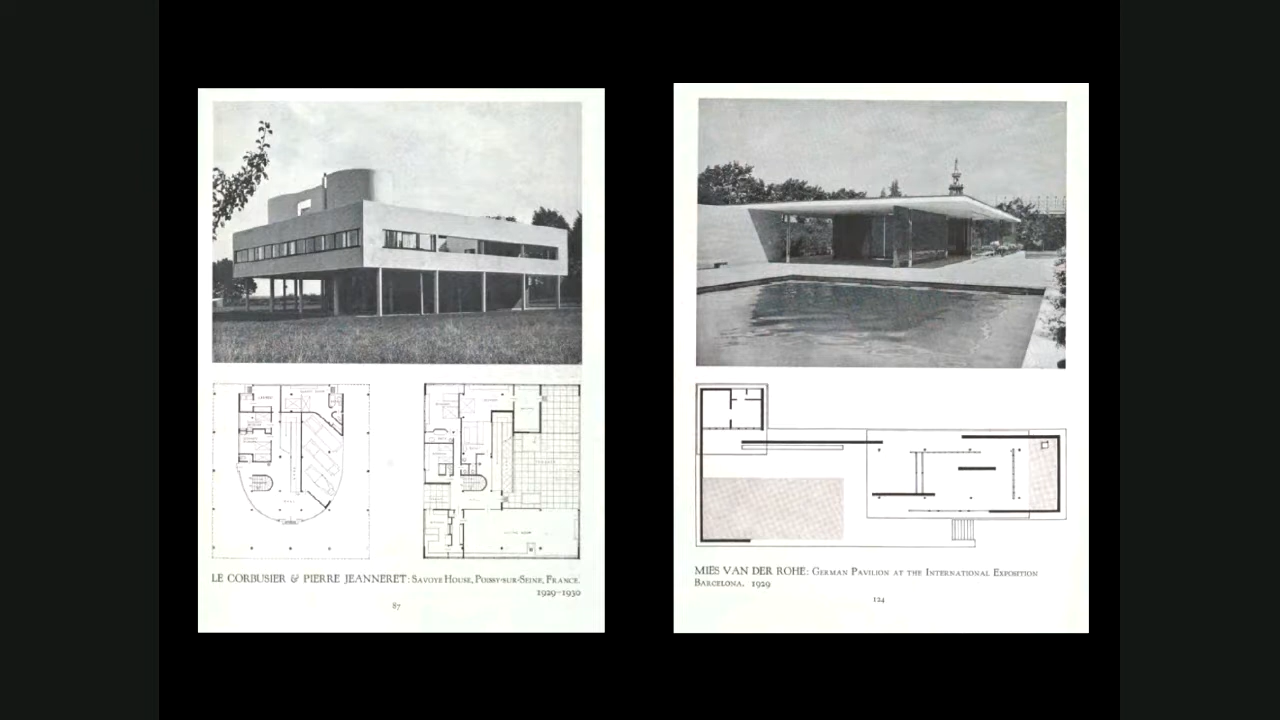 LE CORBUSIER & PIERRE JEANNERET: SAVOYE HOUSE, POISSY-SUR-SEINE, FRANCE.
1929–1930
87
MIES VAN DER ROHE: GERMAN PAVILION AT THE INTERNATIONAL EXPOSITION
BARCELONA. 1929
124